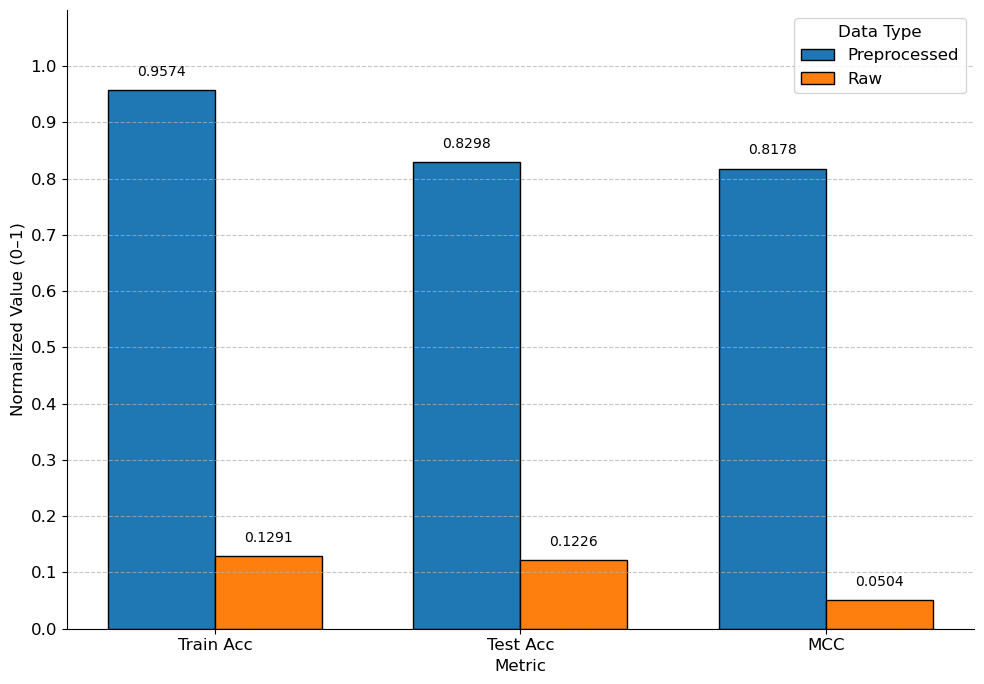 Data Type
Preprocessed
Raw
1.0
0.9
0.8
0.7
0.6
0.5
0.4
0.3
0.2
0.1
0.0
Normalized Value (0–1)
0.9574
0.1291
0.8298
0.1226
0.8178
0.0504
Train Acc
Test Acc
MCC
Metric